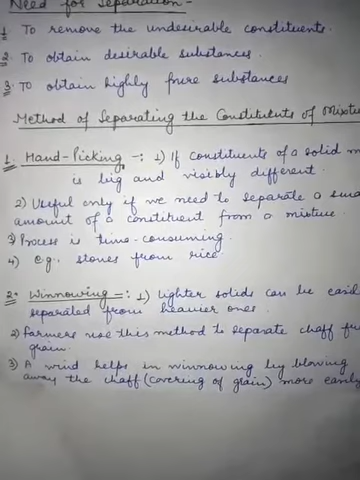 Need for Separation -
1. To remove the undesirable constituents.
2. To obtain desirable substances.
3. To obtain highly pure substances
Method of Separating the Constituents of
1. Hand-Picking -: 1) If constituents of a solid
is big and visibly different.
2) Useful only if we need to separate a
amount of a constituent from a mixture.
3) Process is time-consuming
4) eg. stones from rice
2. Winnowing -: 1) lighter solids can be
separated from heavier ones.
2) Farmers use this method to separate chaff
grain.
3) A wind helps in winnowing by blowing
away the chaff (covering of grain) more easily